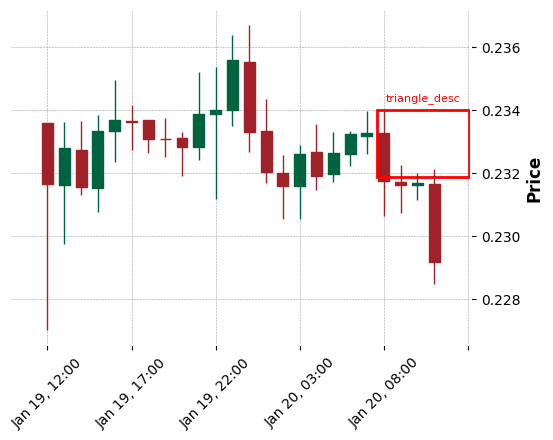 triangle_desc
0.236
0.234
0.232
0.230
0.228
Price
Jan 19, 12:00
Jan 19, 17:00
Jan 19, 22:00
Jan 20, 03:00
Jan 20, 08:00